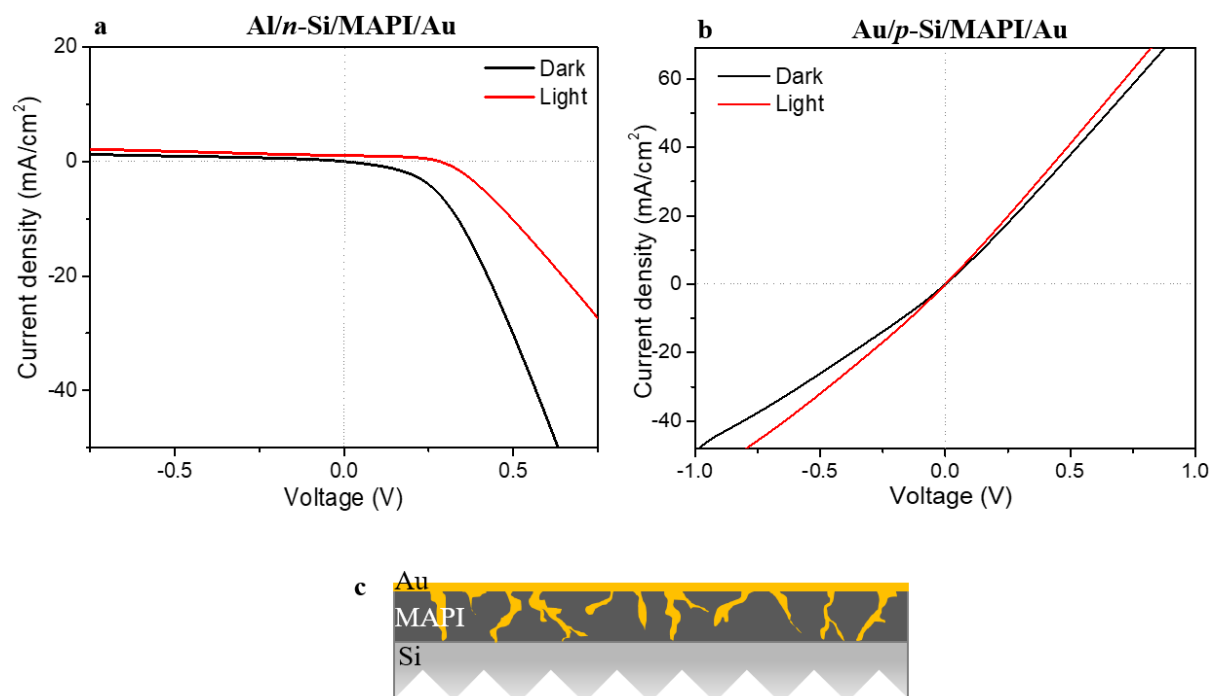 a Al/n-Si/MAPI/Au
20
0
-20
-40
Current density (mA/cm²)
Dark
Light
-0.5 0.0 0.5
Voltage (V)
b Au/p-Si/MAPI/Au
60
40
20
0
-20
-40
Current density (mA/cm²)
Dark
Light
-1.0 -0.5 0.0 0.5 1.0
Voltage (V)
c Au
MAPI
Si